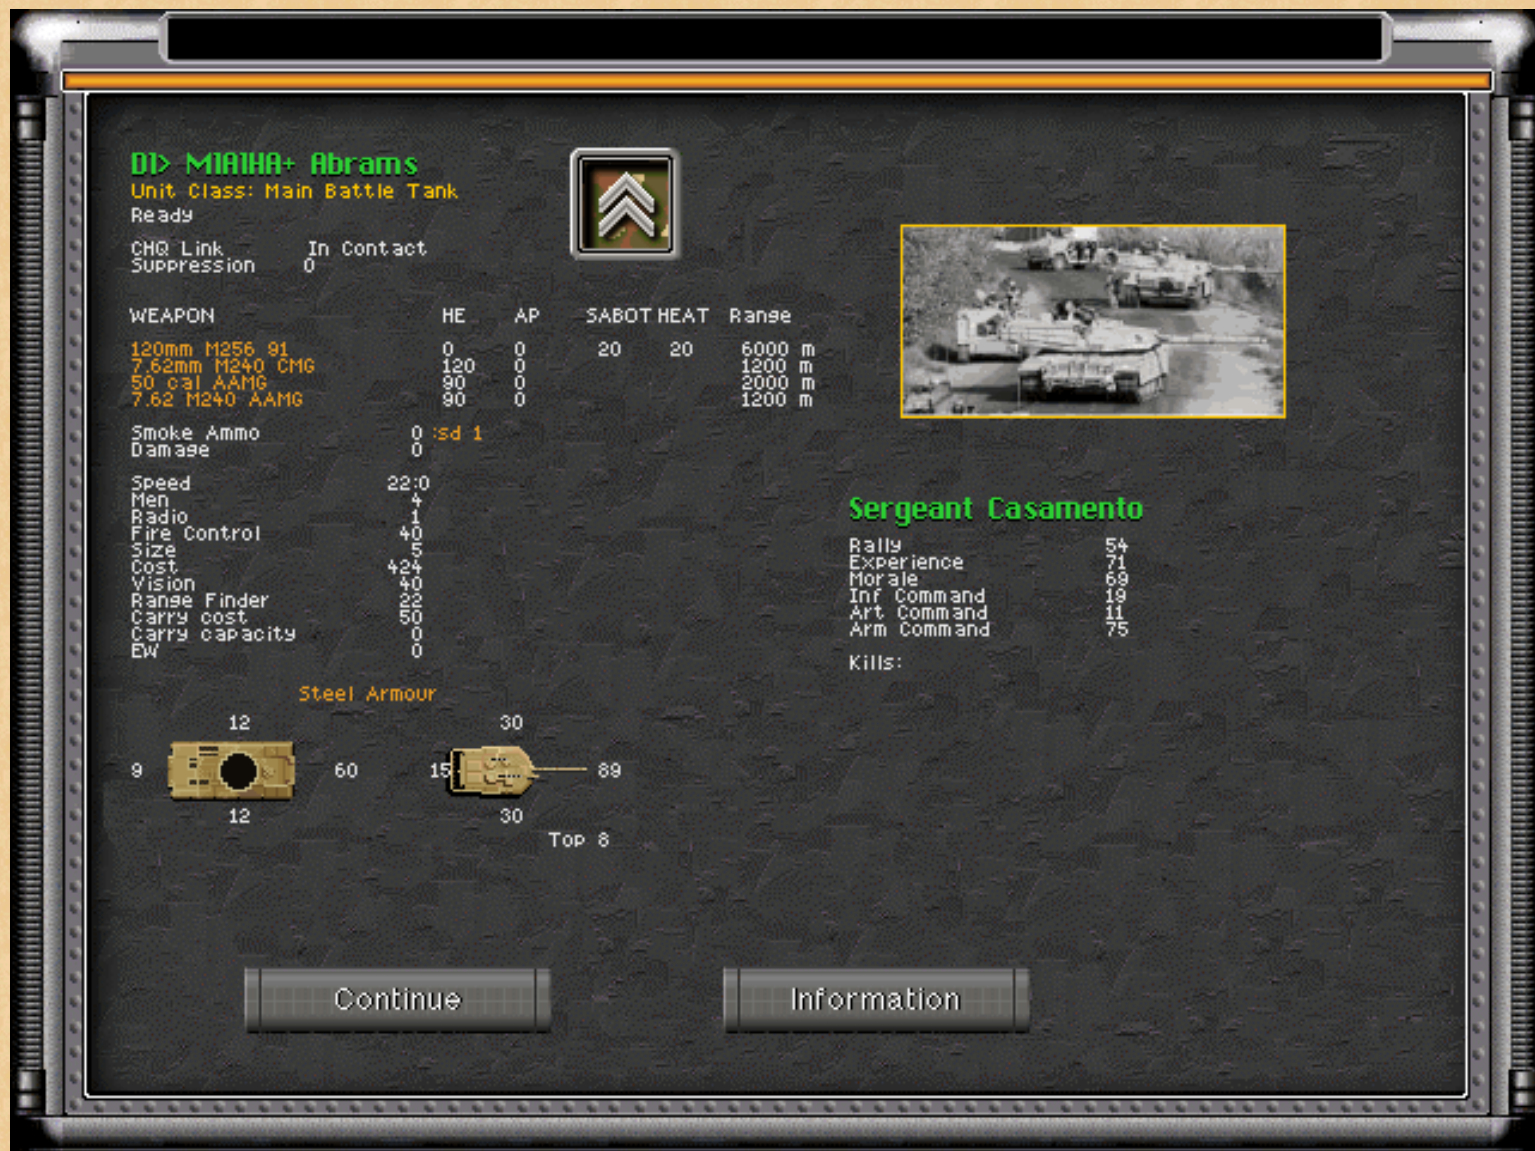 D1> M1A1HA+ Abrams
Unit Class: Main Battle Tank
Ready
CHQ Link In Contact
Suppression 0
WEAPON HE AP SABOT HEAT Range
120mm M256 91 0 0 20 20 6000 m
7.62mm M240 CMG 120 0 1200 m
50 cal AAMG 90 0 2000 m
7.62 M240 AAMG 90 0 1200 m
Smoke Ammo 0 :sd 1
Damage 0
Speed 22:0
Men 4
Radio 1
Fire Control 40
Size 5
Cost 424
Vision 40
Range Finder 22
Carry cost 50
Carry capacity 0
EW 0
Sergeant Casamento
Rally 54
Experience 71
Morale 69
Inf Command 19
Art Command 11
Arm Command 75
Kills:
Steel Armour
12 30
9 60 15 89
12 30
Top 8
Continue Information